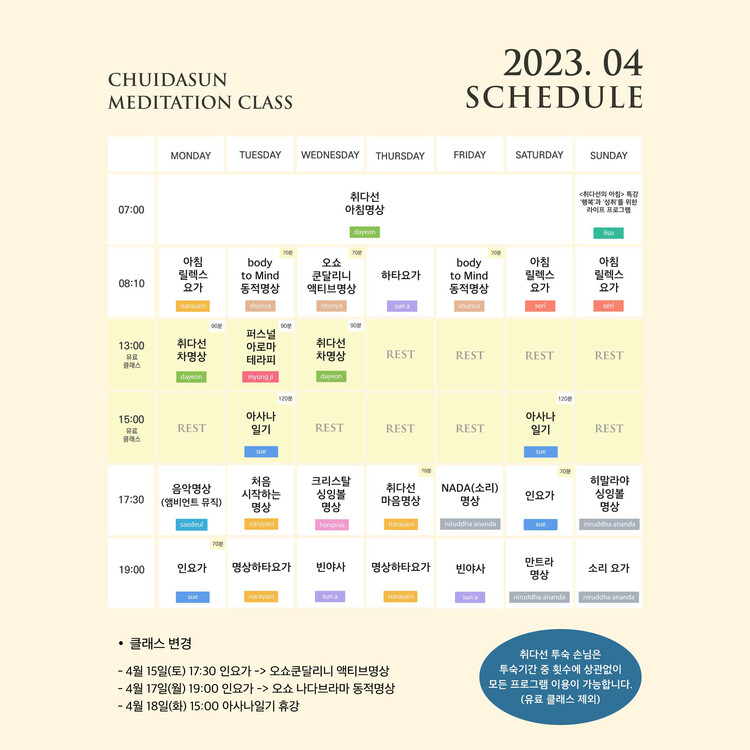 CHUIDASUN
MEDITATION CLASS
2023. 04
SCHEDULE
MONDAY TUESDAY WEDNESDAY THURSDAY FRIDAY SATURDAY SUNDAY
07:00
취다선
아침명상
dayeon
<취다선의 아침> 특강
'행복'과 '성취'를 위한
라이프 프로그램
ilso
08:10
아침
릴렉스
요가
narayani
70분
body
to Mind
동적명상
shunya
70분
오쇼
쿤달리니
액티브명상
shunya
하타요가
sun a
70분
body
to Mind
동적명상
shunya
아침
릴렉스
요가
seri
아침
릴렉스
요가
seri
13:00
유료
클래스
90분
취다선
차명상
dayeon
90분
퍼스널
아로마
테라피
myung ji
90분
취다선
차명상
dayeon
REST
REST
REST
REST
15:00
유료
클래스
REST
120분
아사나
일기
sue
REST
REST
REST
120분
아사나
일기
sue
REST
17:30
음악명상
(앰비언트 뮤직)
saedeul
처음
시작하는
명상
narayani
크리스탈
싱잉볼
명상
hongsiya
70분
취다선
마음명상
narayani
NADA(소리)
명상
niruddha ananda
70분
인요가
sue
히말라야
싱잉볼
명상
niruddha ananda
19:00
70분
인요가
sue
명상하타요가
narayani
빈야사
sun a
명상하타요가
narayani
빈야사
sun a
만트라
명상
niruddha ananda
소리 요가
niruddha ananda
• 클래스 변경
- 4월 15일(토) 17:30 인요가 -> 오쇼쿤달리니 액티브명상
- 4월 17일(월) 19:00 인요가 -> 오쇼 나다브라마 동적명상
- 4월 18일(화) 15:00 아사나일기 휴강
취다선 투숙 손님은
투숙기간 중 횟수에 상관없이
모든 프로그램 이용이 가능합니다.
(유료 클래스 제외)